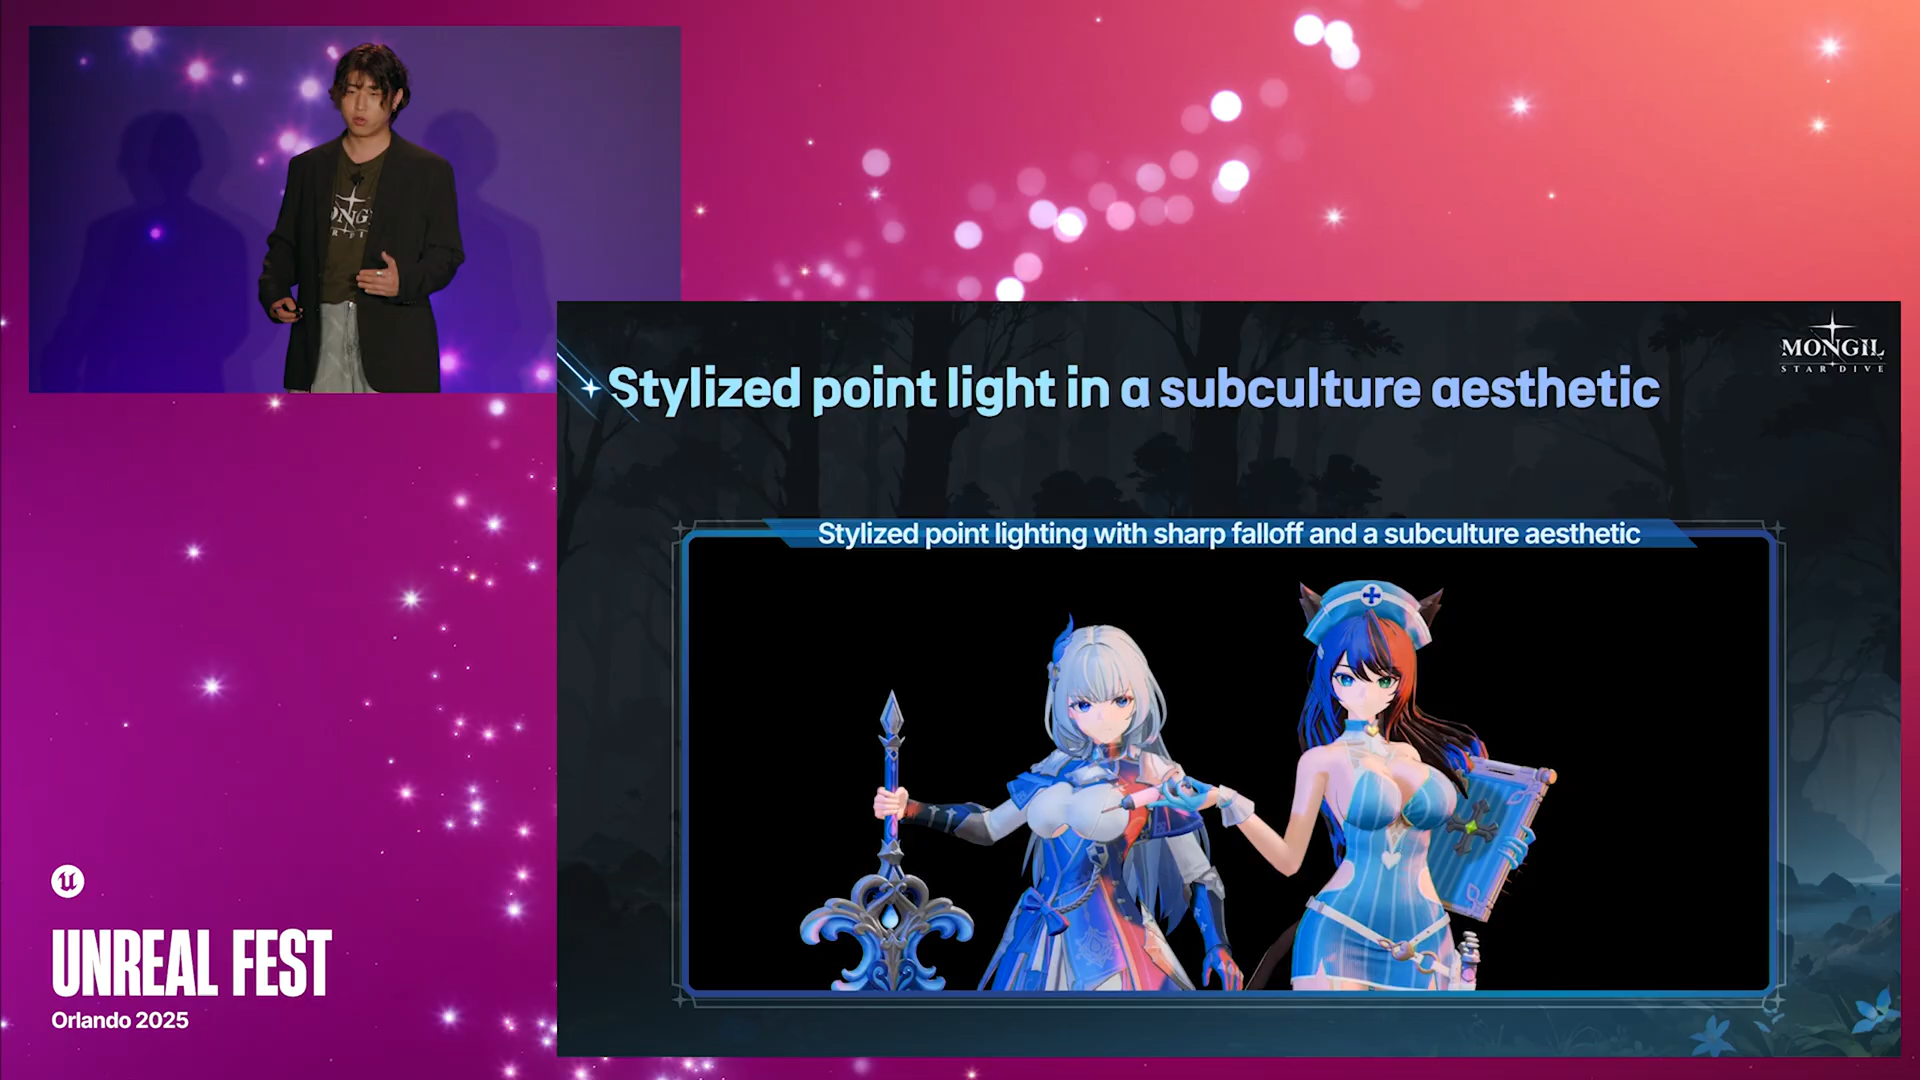 MONGIL
STAR DIVE
Stylized point light in a subculture aesthetic
Stylized point lighting with sharp falloff and a subculture aesthetic
UNREAL FEST
Orlando 2025